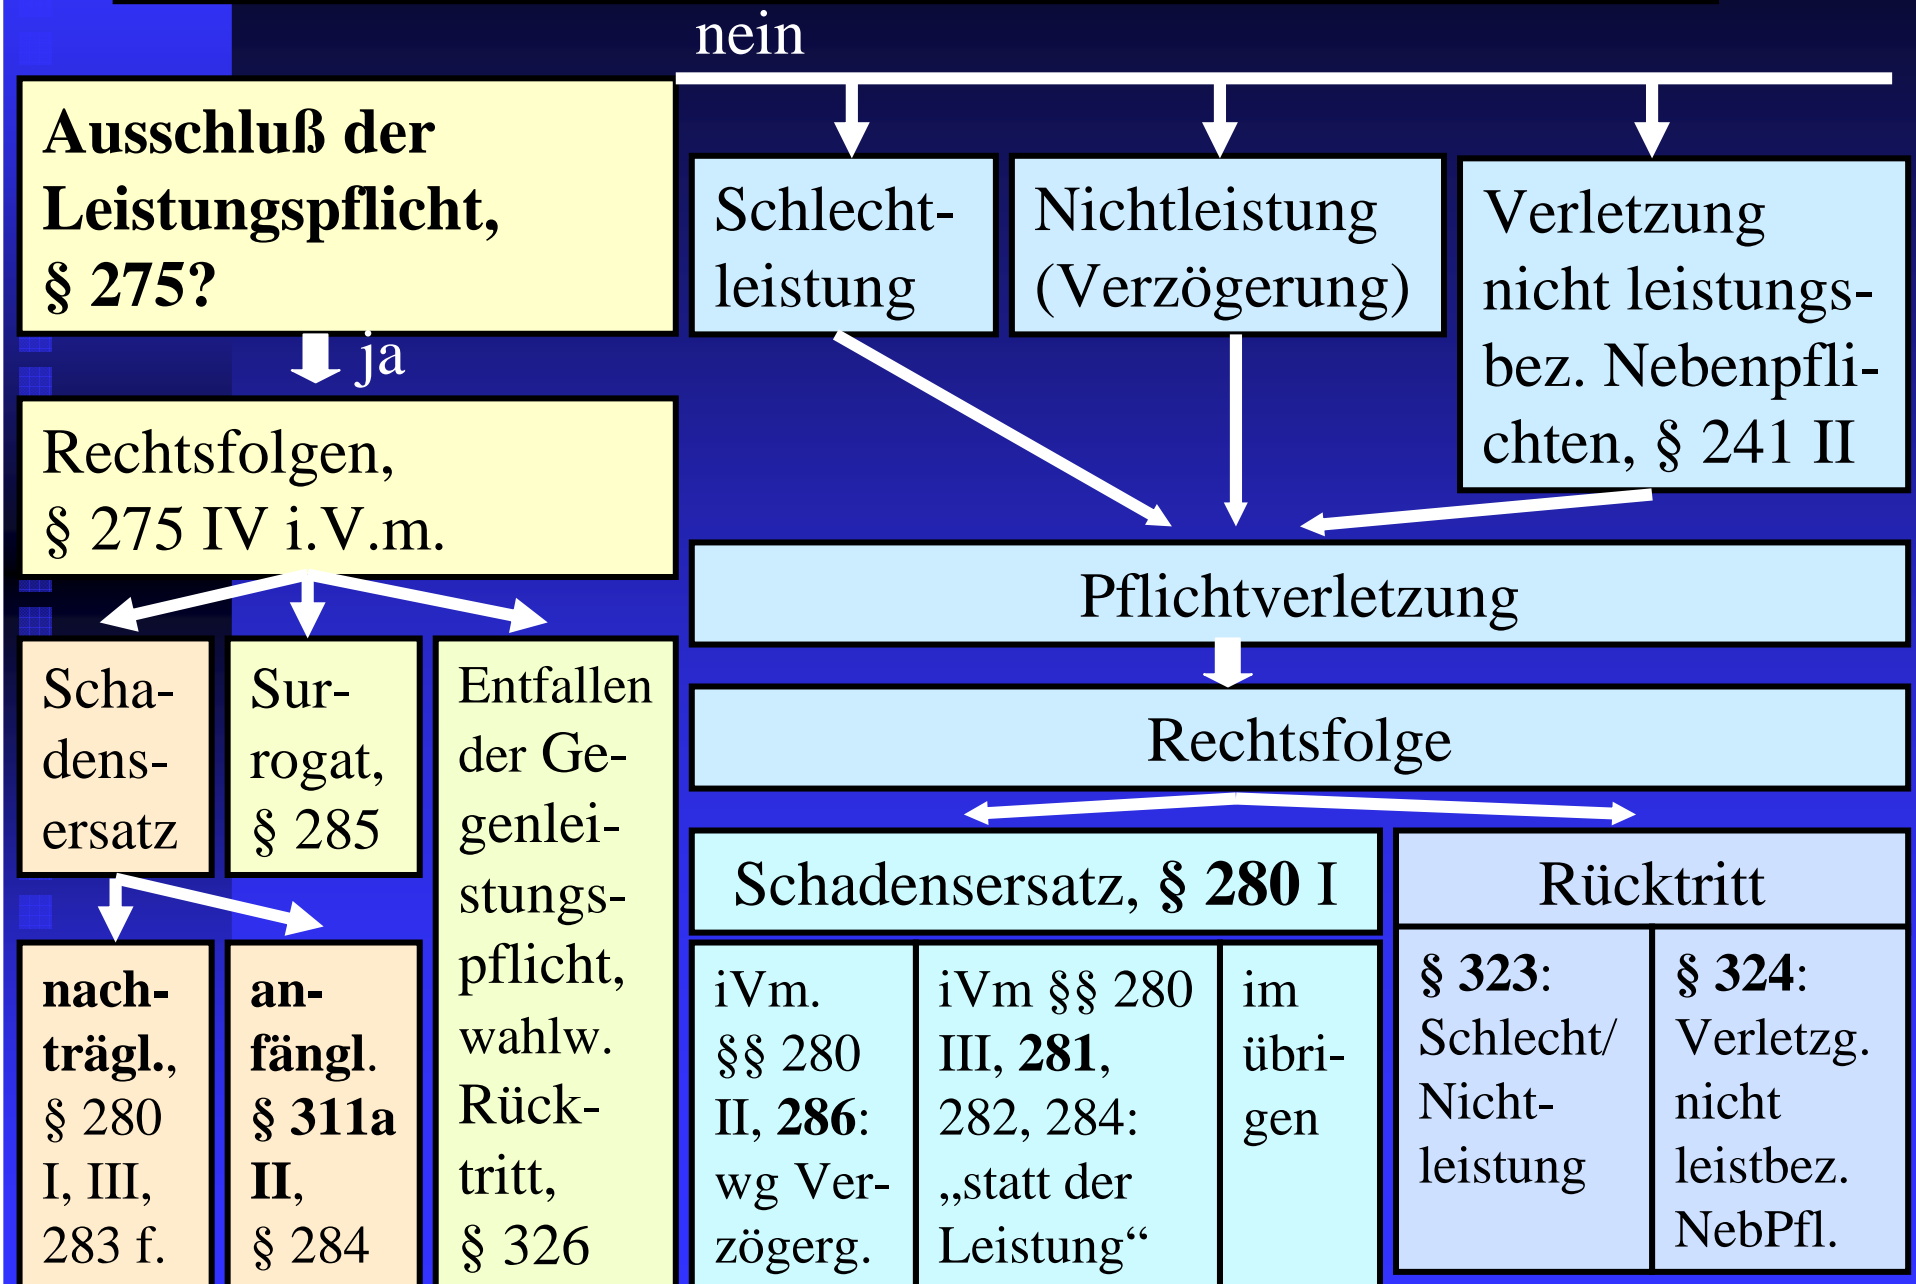 nein
Ausschluß der
Leistungspflicht,
§ 275?
Schlecht-
leistung
Nichtleistung
(Verzögerung)
Verletzung
nicht leistungs-
bez. Nebenpfli-
chten, § 241 II
ja
Rechtsfolgen,
§ 275 IV i.V.m.
Pflichtverletzung
Rechtsfolge
Scha-
dens-
ersatz
Sur-
rogat,
§ 285
Entfallen
der Ge-
genlei-
stungs-
pflicht,
wahlw.
Rück-
tritt,
§ 326
nach-
trägl.,
§ 280
I, III,
283 f.
an-
fängl.
§ 311a
II,
§ 284
Schadensersatz, § 280 I
iVm.
§§ 280
II, 286:
wg Ver-
zögerg.
iVm §§ 280
III, 281,
282, 284:
„statt der
Leistung“
im
übri-
gen
Rücktritt
§ 323:
Schlecht/
Nicht-
leistung
§ 324:
Verletzg.
nicht
leistbez.
NebPfl.